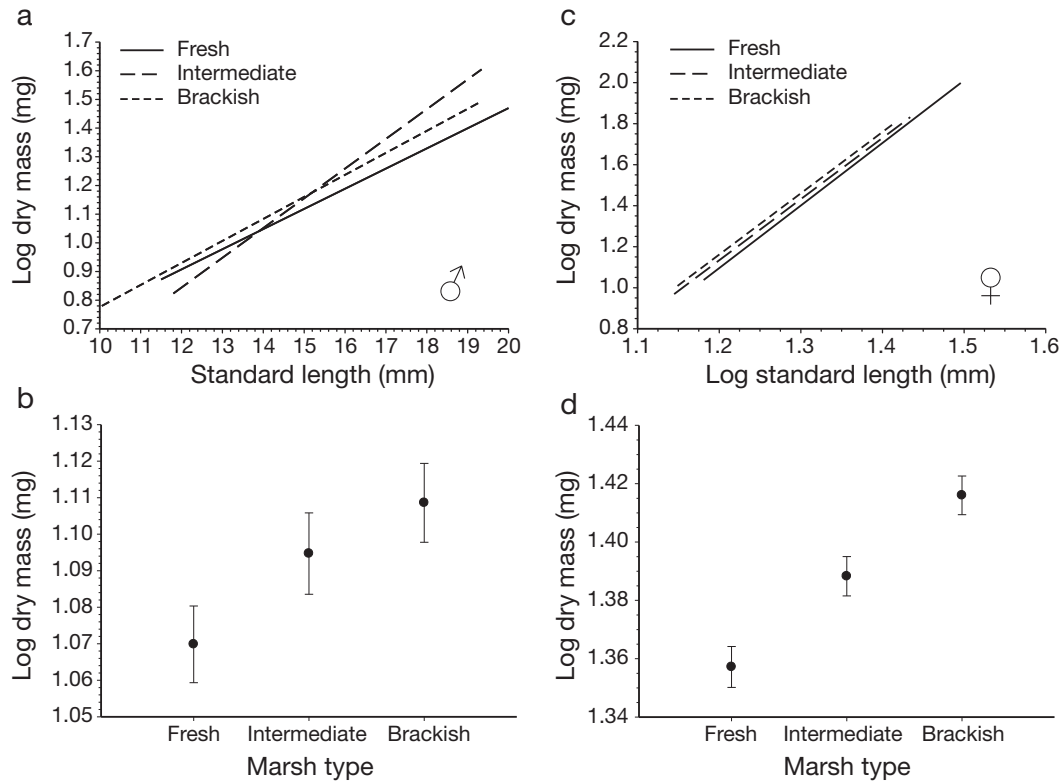 a
1.7
1.6
1.5
1.4
1.3
1.2
1.1
1.0
0.9
0.8
0.7
Log dry mass (mg)
Fresh
Intermediate
Brackish
♂
10 11 12 13 14 15 16 17 18 19 20
Standard length (mm)
c
2.2
2.0
1.8
1.6
1.4
1.2
1.0
0.8
Log dry mass (mg)
Fresh
Intermediate
Brackish
♀
1.1 1.2 1.3 1.4 1.5 1.6
Log standard length (mm)
b
1.13
1.12
1.11
1.10
1.09
1.08
1.07
1.06
1.05
Log dry mass (mg)
Fresh Intermediate Brackish
Marsh type
d
1.44
1.42
1.40
1.38
1.36
1.34
Log dry mass (mg)
Fresh Intermediate Brackish
Marsh type